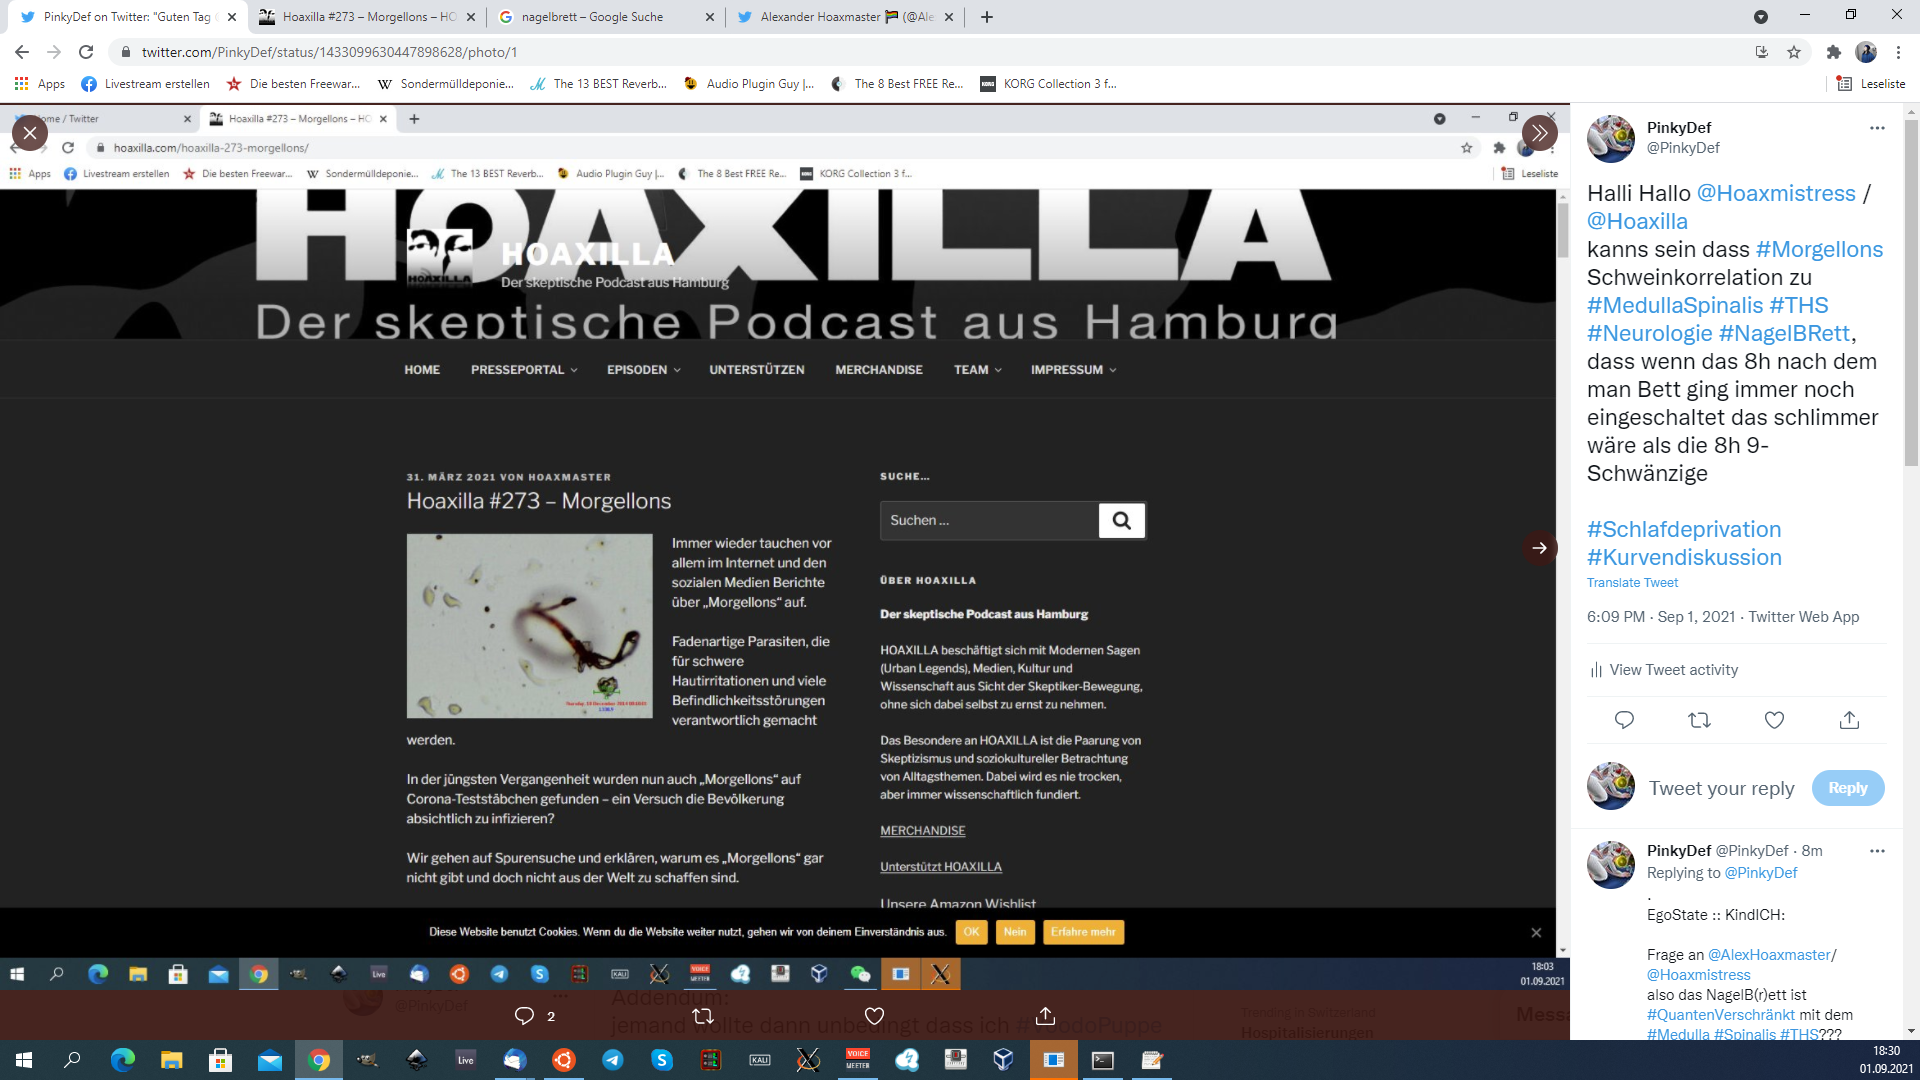 PinkyDef on Twitter: "Guten Tag
Hoaxilla #273 – Morgellons – HO
nagelbrett – Google Suche
Alexander Hoaxmaster (@Ale
twitter.com/PinkyDef/status/1433099630447898628/photo/1
Apps
Livestream erstellen
Die besten Freewar...
Sondermülldeponie...
The 13 BEST Reverb...
Audio Plugin Guy |...
The 8 Best FREE Re...
KORG Collection 3 f...
Leseliste
ome / Twitter
Hoaxilla #273 – Morgellons – HO
hoaxilla.com/hoaxilla-273-morgellons/
Apps
Livestream erstellen
Die besten Freewar...
Sondermülldeponie...
The 13 BEST Reverb...
Audio Plugin Guy |...
The 8 Best FREE Re...
KORG Collection 3 f...
Leseliste
HOAXILLA
HOAXILLA
HOAXILLA
Der skeptische Podcast aus Hamburg
Der skeptische Podcast aus Hamburg
HOME
PRESSEPORTAL
EPISODEN
UNTERSTÜTZEN
MERCHANDISE
TEAM
IMPRESSUM
31. MÄRZ 2021 VON HOAXMASTER
Hoaxilla #273 – Morgellons
Immer wieder tauchen vor
allem im Internet und den
sozialen Medien Berichte
über „Morgellons“ auf.
Fadenartige Parasiten, die
für schwere
Hautirritationen und viele
Befindlichkeitsstörungen
verantwortlich gemacht
werden.
In der jüngsten Vergangenheit wurden nun auch „Morgellons“ auf
Corona-Teststäbchen gefunden – ein Versuch die Bevölkerung
absichtlich zu infizieren?
Wir gehen auf Spurensuche und erklären, warum es „Morgellons“ gar
nicht gibt und doch nicht aus der Welt zu schaffen sind.
SUCHE...
Suchen ...
ÜBER HOAXILLA
Der skeptische Podcast aus Hamburg
HOAXILLA beschäftigt sich mit Modernen Sagen
(Urban Legends), Medien, Kultur und
Wissenschaft aus Sicht der Skeptiker-Bewegung,
ohne sich dabei selbst zu ernst zu nehmen.
Das Besondere an HOAXILLA ist die Paarung von
Skeptizismus und soziokultureller Betrachtung
von Alltagsthemen. Dabei wird es nie trocken,
aber immer wissenschaftlich fundiert.
MERCHANDISE
Unterstützt HOAXILLA
Unsere Amazon Wishlist
Diese Website benutzt Cookies. Wenn du die Website weiter nutzt, gehen wir von deinem Einverständnis aus.
OK
Nein
Erfahre mehr
Live
KALI
VOICE
MEETER
18:03
01.09.2021
@PinkyDef
Addendum:
jemand wollte dann unbedingt dass ich
Trending in Switzerland
Hospitalisierungen
Messa
2
PinkyDef
@PinkyDef
Halli Hallo @Hoaxmistress /
@Hoaxilla
kanns sein dass #Morgellons
Schweinkorrelation zu
#MedullaSpinalis #THS
#Neurologie #NagelBRett,
dass wenn das 8h nach dem
man Bett ging immer noch
eingeschaltet das schlimmer
wäre als die 8h 9-
Schwänzige
#Schlafdeprivation
#Kurvendiskussion
Translate Tweet
6:09 PM · Sep 1, 2021 · Twitter Web App
View Tweet activity
Tweet your reply
Reply
PinkyDef @PinkyDef · 8m
Replying to @PinkyDef
.
EgoState :: KindICH:
Frage an @AlexHoaxmaster/
@Hoaxmistress
also das NagelB(r)ett ist
#QuantenVerschränkt mit dem
#Medulla #Spinalis #THS???
Live
KALI
VOICE
MEETER
18:30
01.09.2021